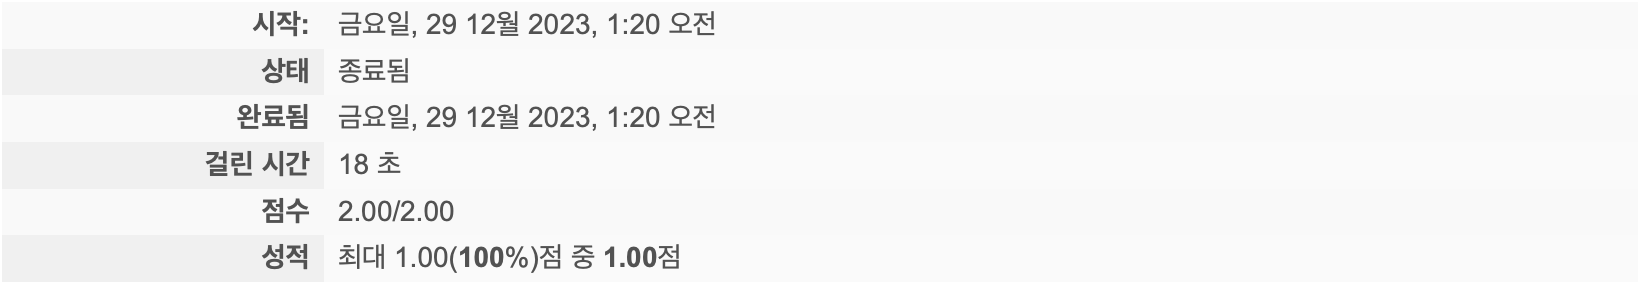 시작: 금요일, 29 12월 2023, 1:20 오전
상태 종료됨
완료됨 금요일, 29 12월 2023, 1:20 오전
걸린 시간 18 초
점수 2.00/2.00
성적 최대 1.00(100%)점 중 1.00점